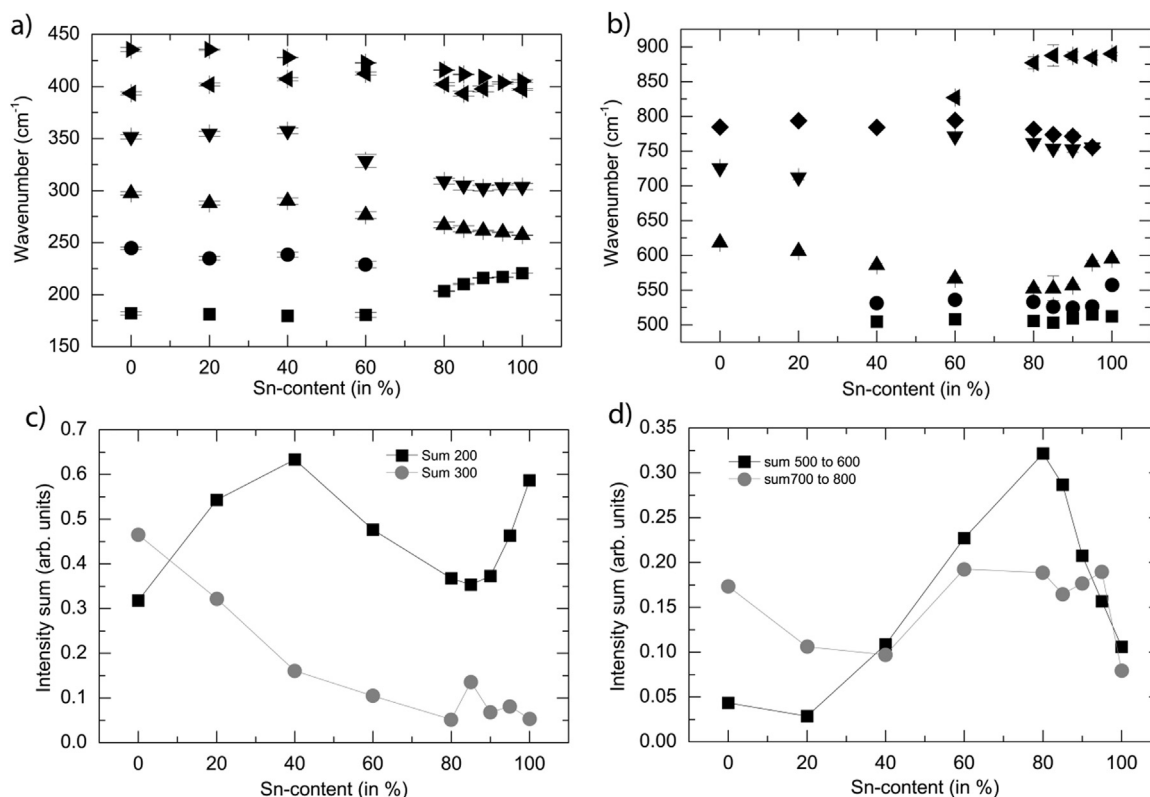 a)
450
400
350
300
250
200
150
Wavenumber (cm-1)
0 20 40 60 80 100
Sn-content (in %)
b)
900
850
800
750
700
650
600
550
500
Wavenumber (cm-1)
0 20 40 60 80 100
Sn-content (in %)
c)
0.7
0.6
0.5
0.4
0.3
0.2
0.1
0.0
Intensity sum (arb. units)
Sum 200
Sum 300
0 20 40 60 80 100
Sn-content (in %)
d)
0.35
0.30
0.25
0.20
0.15
0.10
0.05
0.00
Intensity sum (arb. units)
sum 500 to 600
sum700 to 800
0 20 40 60 80 100
Sn-content (in %)